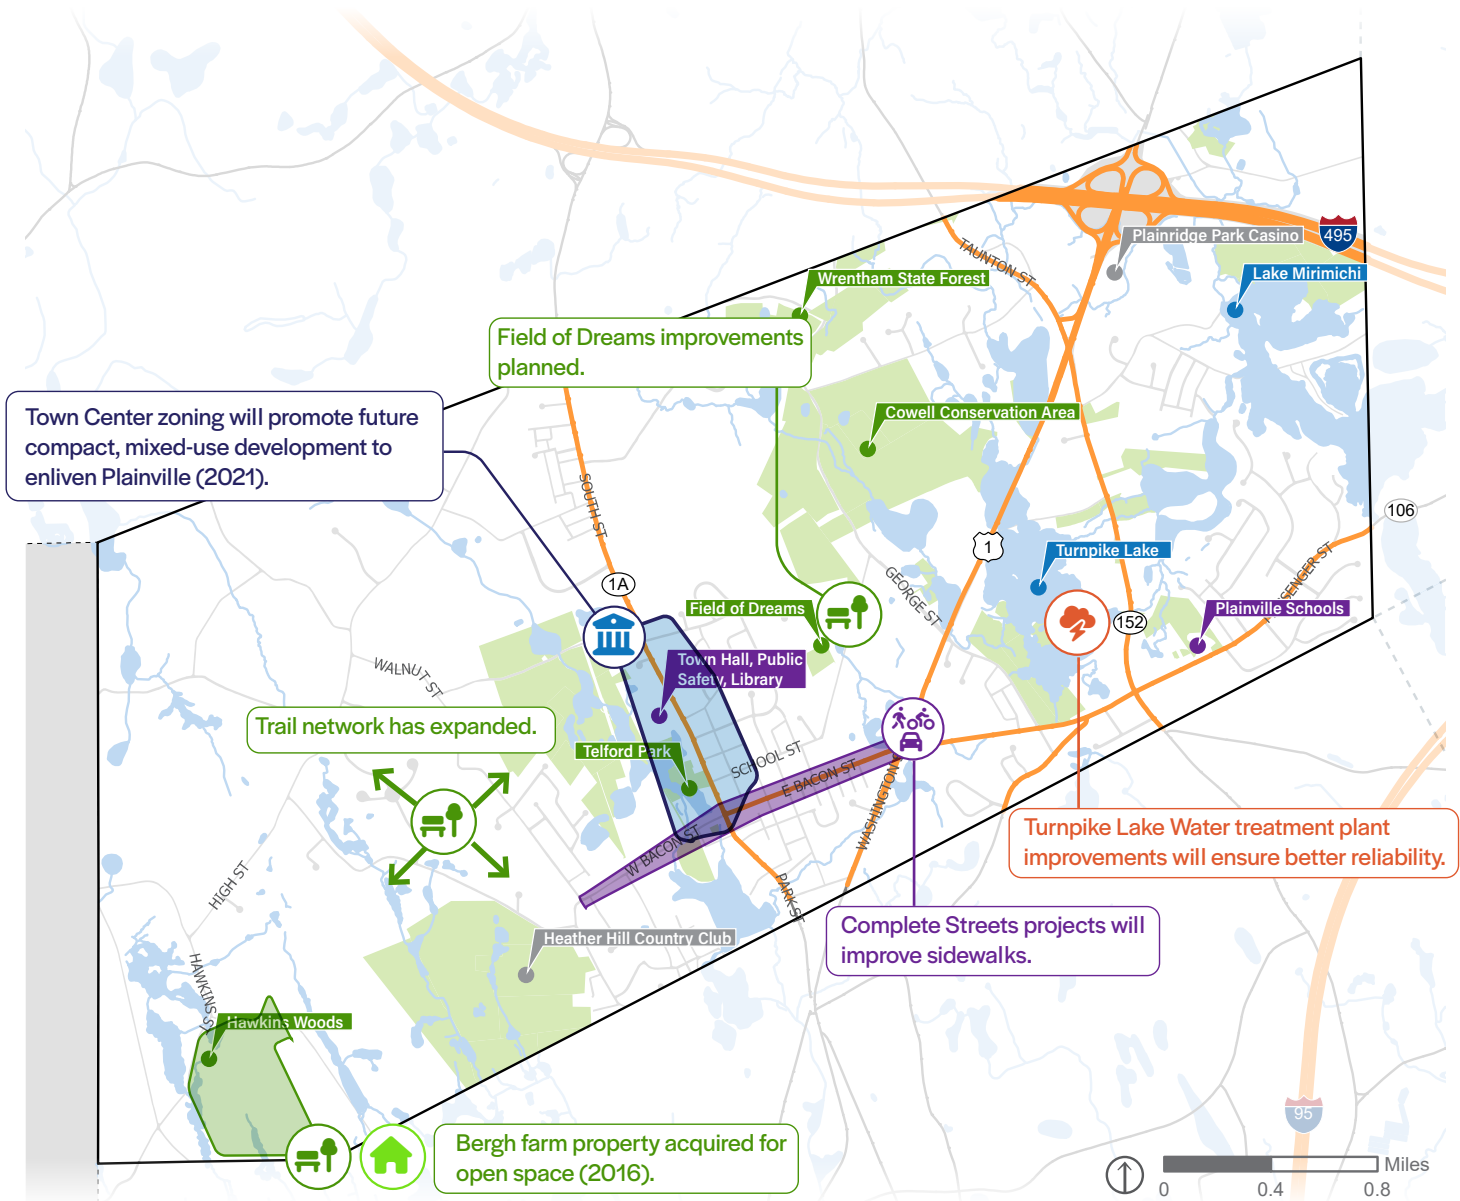 495
Plainridge Park Casino
TAUNTON ST
Lake Mirimichi
Wrentham State Forest
Field of Dreams improvements
planned.
Town Center zoning will promote future
compact, mixed-use development to
enliven Plainville (2021).
Cowell Conservation Area
SOUTH ST
106
1
Turnpike Lake
1A
GEORGE ST
Field of Dreams
152
Plainville Schools
Town Hall, Public
Safety, Library
WALNUT ST
Trail network has expanded.
Telford Park
SCHOOL ST
E BACON ST
WASHINGTON
W BACON ST
Turnpike Lake Water treatment plant
improvements will ensure better reliability.
HIGH ST
PARK ST
Complete Streets projects will
improve sidewalks.
Heather Hill Country Club
HAWKINS ST
Hawkins Woods
95
Bergh farm property acquired for
open space (2016).
Miles
0 0.4 0.8